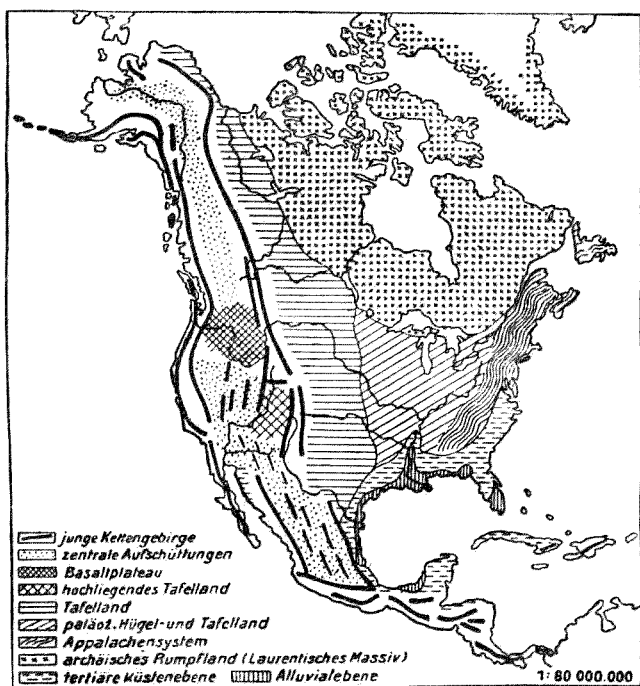 junge Kettengebirge
zentrale Aufschüttungen
Basaltplateau
hochliegendes Tafelland
Tafelland
paläoz. Hügel- und Tafelland
Appalachensystem
archäisches Rumpfland (Laurentisches Massiv)
tertiäre Küstenebene Alluvialebene
1:80 000.000